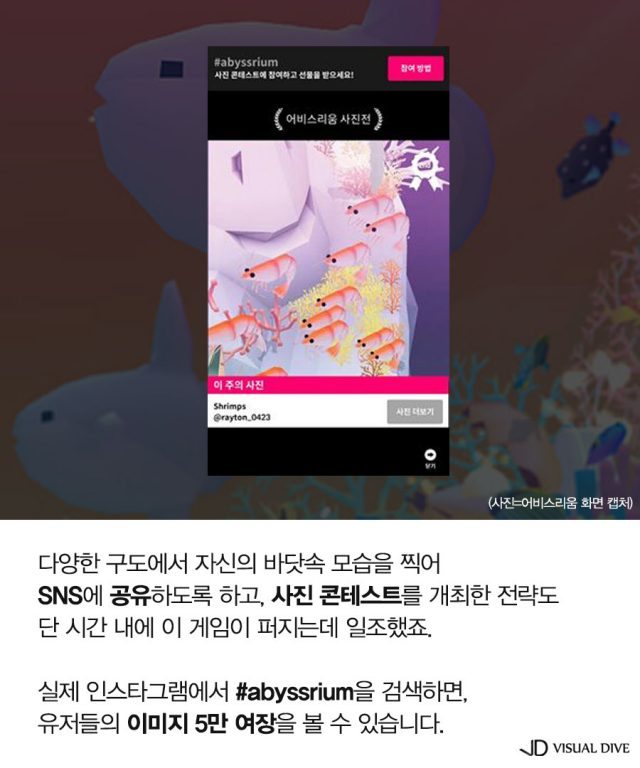 #abyssrium
사진 콘테스트에 참여하고 선물을 받으세요!
참여 방법
어비스리움 사진전
이 주의 사진
Shrimps
@rayton_0423
사진 더보기
닫기
(사진=어비스리움 화면 캡처)
다양한 구도에서 자신의 바닷속 모습을 찍어
SNS에 공유하도록 하고, 사진 콘테스트를 개최한 전략도
단 시간 내에 이 게임이 퍼지는데 일조했죠.
실제 인스타그램에서 #abyssrium을 검색하면,
유저들의 이미지 5만 여장을 볼 수 있습니다.
VISUAL DIVE